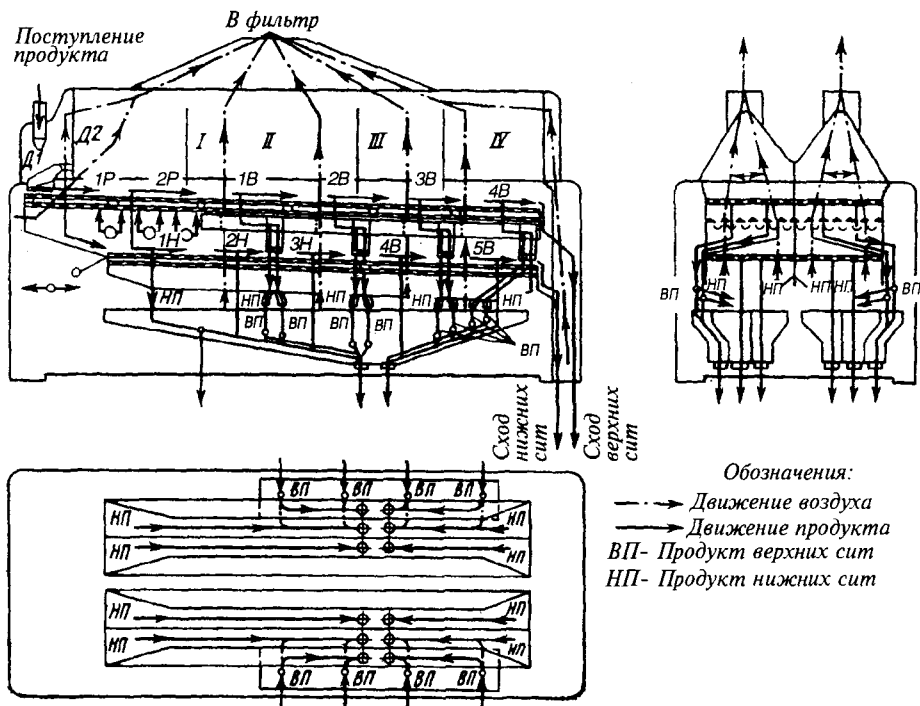 В фильтр
Поступление
продукта
Д1
Д2
I
II
III
IV
1Р
2Р
1В
2В
3В
4В
1Н
2Н
3Н
4В
5В
НП
НП
НП
НП
НП
ВП
ВП
ВП
ВП
ВП
Сход
нижних
сит
Сход
верхних
сит
ВП
НП
НП
НП
НП
ВП
Обозначения:
Движение воздуха
Движение продукта
ВП- Продукт верхних сит
НП- Продукт нижних сит
ВП ВП ВП ВП
НП НП
НП НП
НП НП
НП НП
ВП ВП ВП ВП